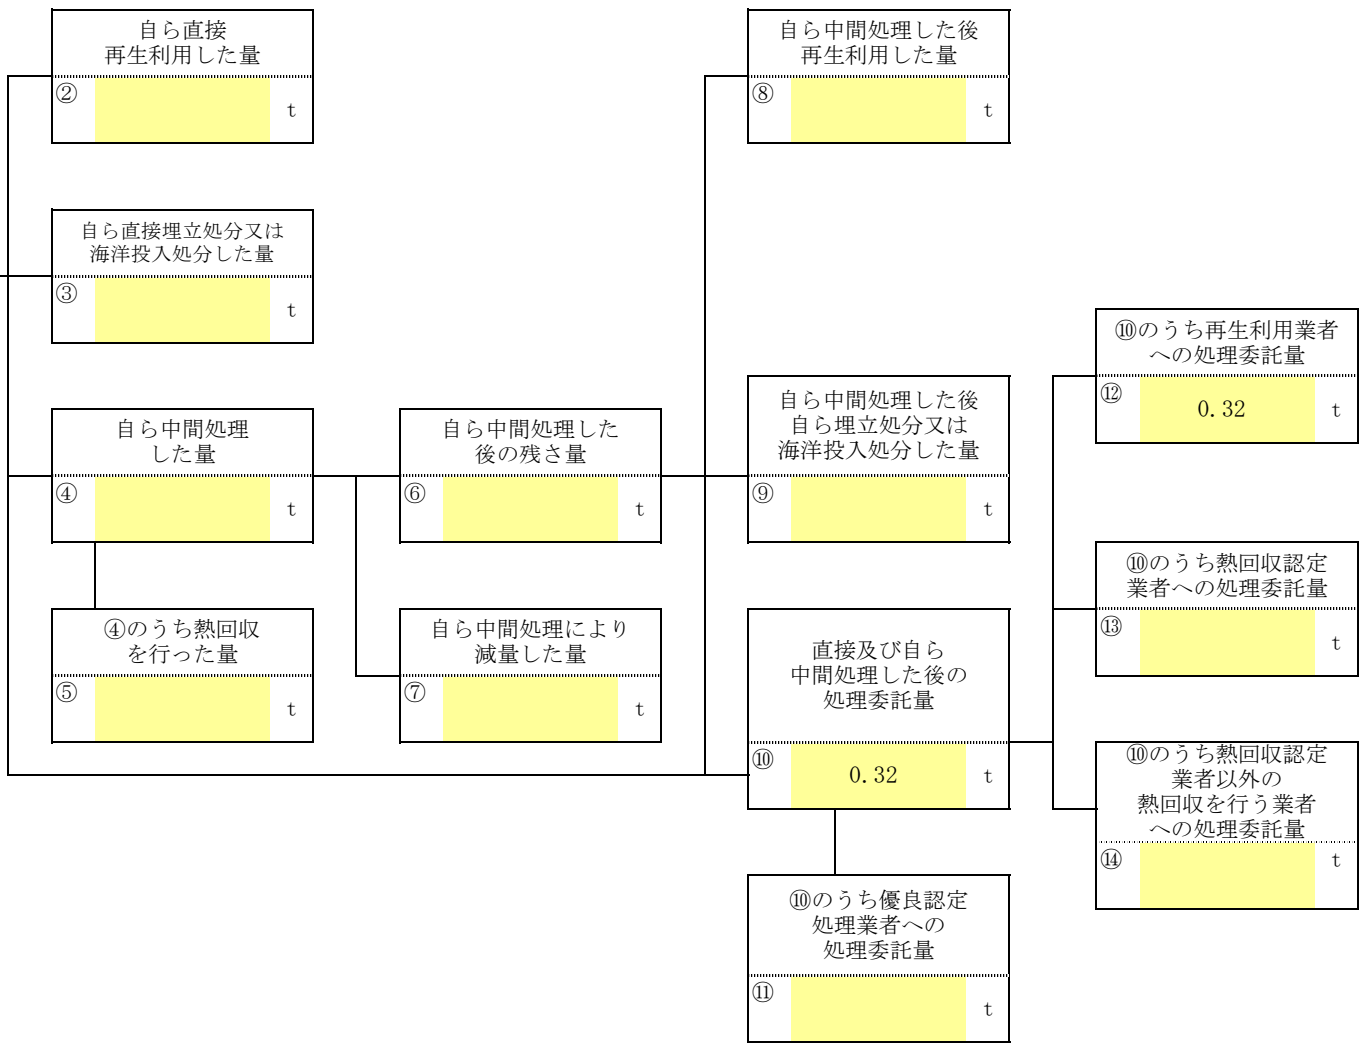 自ら直接
再生利用した量
②
t
自ら中間処理した後
再生利用した量
⑧
t
自ら直接埋立処分又は
海洋投入処分した量
③
t
⑩のうち再生利用業者
への処理委託量
⑫
0.32
t
自ら中間処理
した量
④
t
自ら中間処理した
後の残さ量
⑥
t
自ら中間処理した後
自ら埋立処分又は
海洋投入処分した量
⑨
t
⑩のうち熱回収認定
業者への処理委託量
⑬
t
④のうち熱回収
を行った量
⑤
t
自ら中間処理により
減量した量
⑦
t
直接及び自ら
中間処理した後の
処理委託量
⑩
0.32
t
⑩のうち熱回収認定
業者以外の
熱回収を行う業者
への処理委託量
⑭
t
⑩のうち優良認定
処理業者への
処理委託量
⑪
t